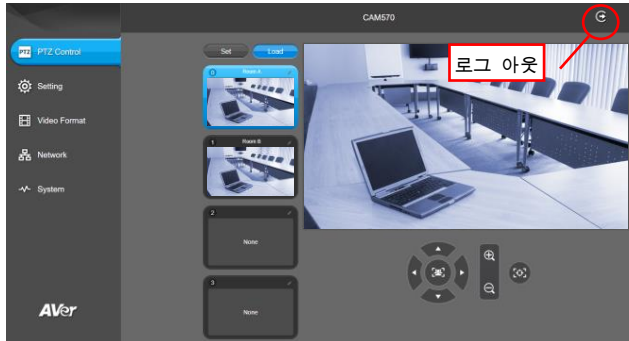 CAM570
PTZ PTZ Control
Set Load
로그 아웃
0 Room A
Setting
Video Format
1 Room B
Network
System
2
None
3
None
AVer